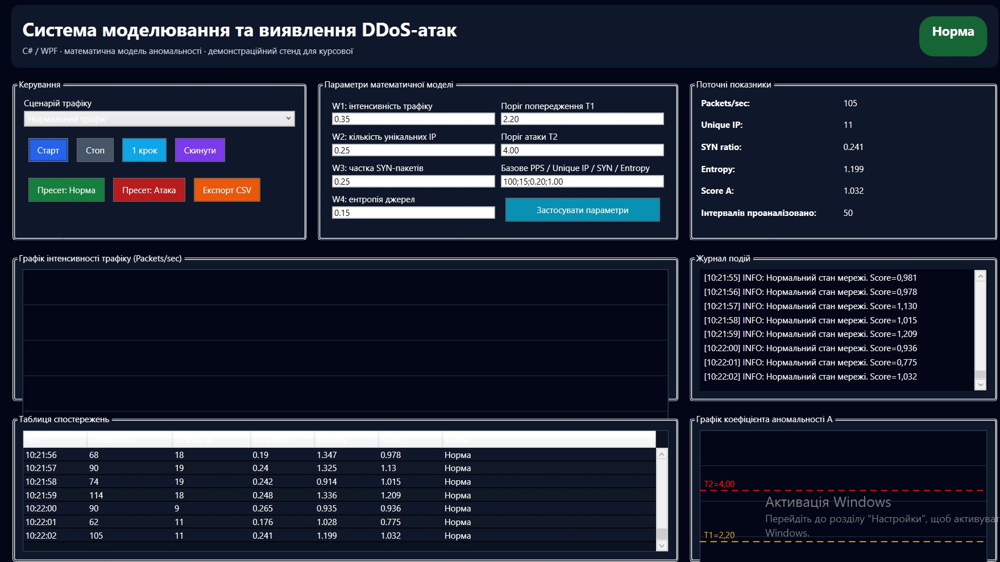 Система моделювання та виявлення DDoS-атак
C# / WPF · математична модель аномальності · демонстраційний стенд для курсової
Норма
Керування
Сценарій трафіку
Нормальний трафік
Старт
Стоп
1 крок
Скинути
Пресет: Норма
Пресет: Атака
Експорт CSV
Параметри математичної моделі
W1: інтенсивність трафіку
0.35
W2: кількість унікальних IP
0.25
W3: частка SYN-пакетів
0.25
W4: ентропія джерел
0.15
Поріг попередження T1
2.20
Поріг атаки T2
4.00
Базове PPS / Unique IP / SYN / Entropy
100;15;0.20;1.00
Застосувати параметри
Поточні показники
Packets/sec: 105
Unique IP: 11
SYN ratio: 0.241
Entropy: 1.199
Score A: 1.032
Інтервалів проаналізовано: 50
Графік інтенсивності трафіку (Packets/sec)
Журнал подій
[10:21:55] INFO: Нормальний стан мережі. Score=0,981
[10:21:56] INFO: Нормальний стан мережі. Score=0,978
[10:21:57] INFO: Нормальний стан мережі. Score=1,130
[10:21:58] INFO: Нормальний стан мережі. Score=1,015
[10:21:59] INFO: Нормальний стан мережі. Score=1,209
[10:22:00] INFO: Нормальний стан мережі. Score=0,936
[10:22:01] INFO: Нормальний стан мережі. Score=0,775
[10:22:02] INFO: Нормальний стан мережі. Score=1,032
Таблиця спостережень
Час Packets/sec Unique IP SYN ratio Entropy Score Статус
10:21:56 68 18 0.19 1.347 0.978 Норма
10:21:57 90 19 0.24 1.325 1.13 Норма
10:21:58 74 19 0.242 0.914 1.015 Норма
10:21:59 114 18 0.248 1.336 1.209 Норма
10:22:00 90 9 0.265 0.935 0.936 Норма
10:22:01 62 11 0.176 1.028 0.775 Норма
10:22:02 105 11 0.241 1.199 1.032 Норма
Графік коефіцієнта аномальності A
T2=4,00
T1=2,20
Активація Windows
Перейдіть до розділу "Настройки", щоб активуват
Windows.